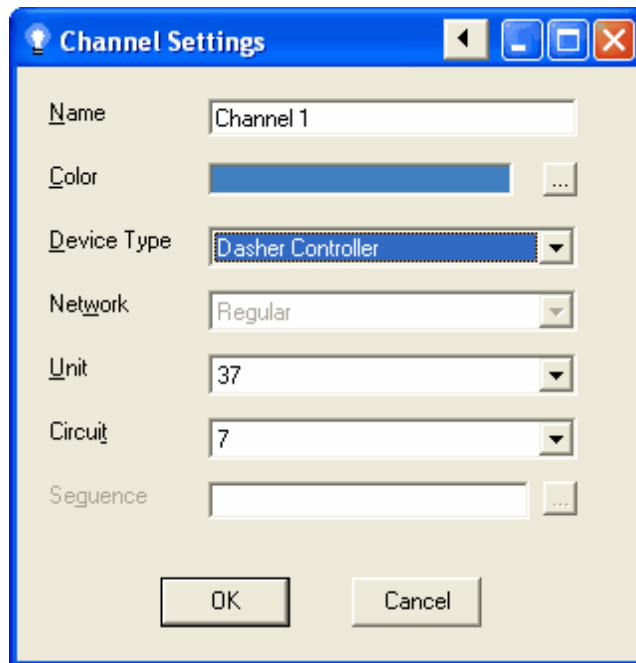 Channel Settings
Name Channel 1
Color ...
Device Type Dasher Controller
Network Regular
Unit 37
Circuit 7
Sequence ...
OK Cancel